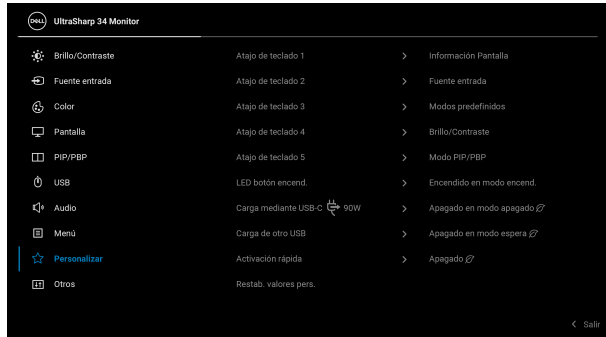 DELL UltraSharp 34 Monitor
Brillo/Contraste Atajo de teclado 1 > Información Pantalla
Fuente entrada Atajo de teclado 2 > Fuente entrada
Color Atajo de teclado 3 > Modos predefinidos
Pantalla Atajo de teclado 4 > Brillo/Contraste
PIP/PBP Atajo de teclado 5 > Modo PIP/PBP
USB LED botón encend. > Encendido en modo encend.
Audio Carga mediante USB-C 90W > Apagado en modo apagado
Menú Carga de otro USB > Apagado en modo espera
Personalizar Activación rápida > Apagado
Otros Restab. valores pers.
< Salir